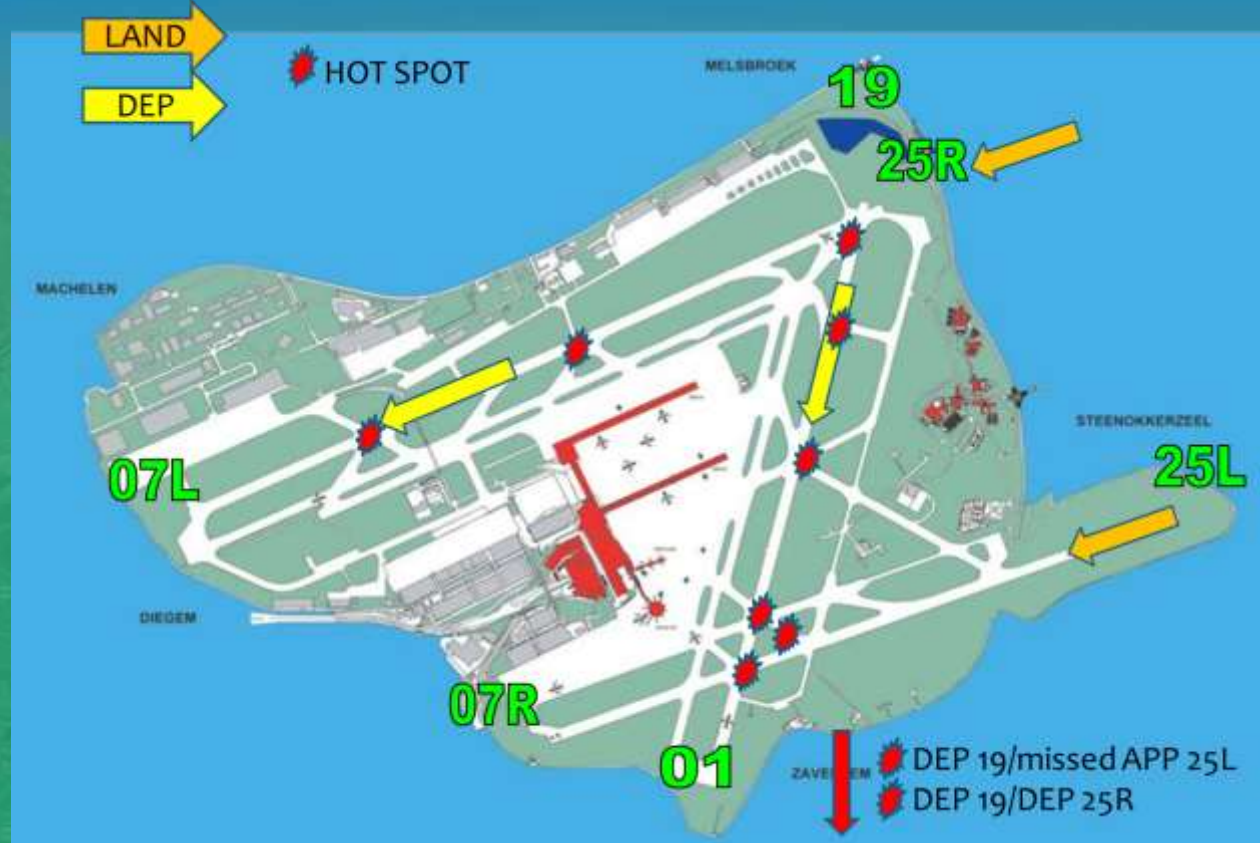 LAND
HOT SPOT
DEP
MELSBROEK
19
25R
MACHELEN
STEENOKKERZEEL
25L
07L
DIEGEM
07R
01
DEP 19/missed APP 25L
DEP 19/DEP 25R